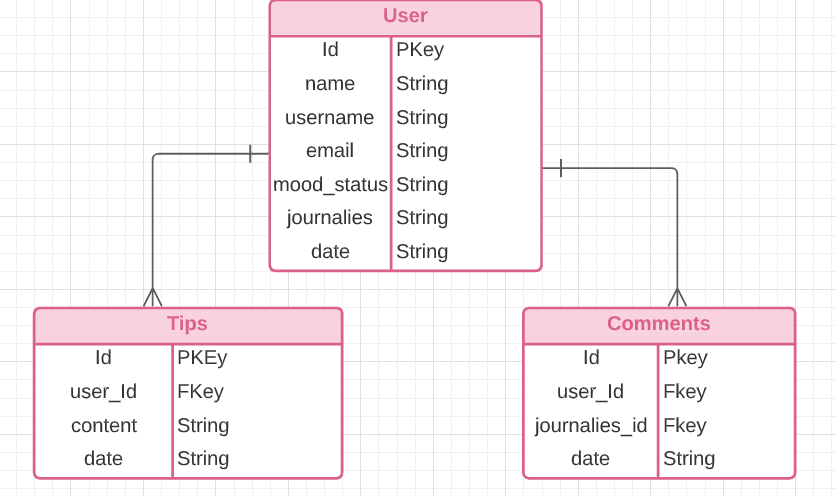 User
Id PKey
name String
username String
email String
mood_status String
journalies String
date String
Tips
Id PKEy
user_Id FKey
content String
date String
Comments
Id Pkey
user_Id Fkey
journalies_id Fkey
date String